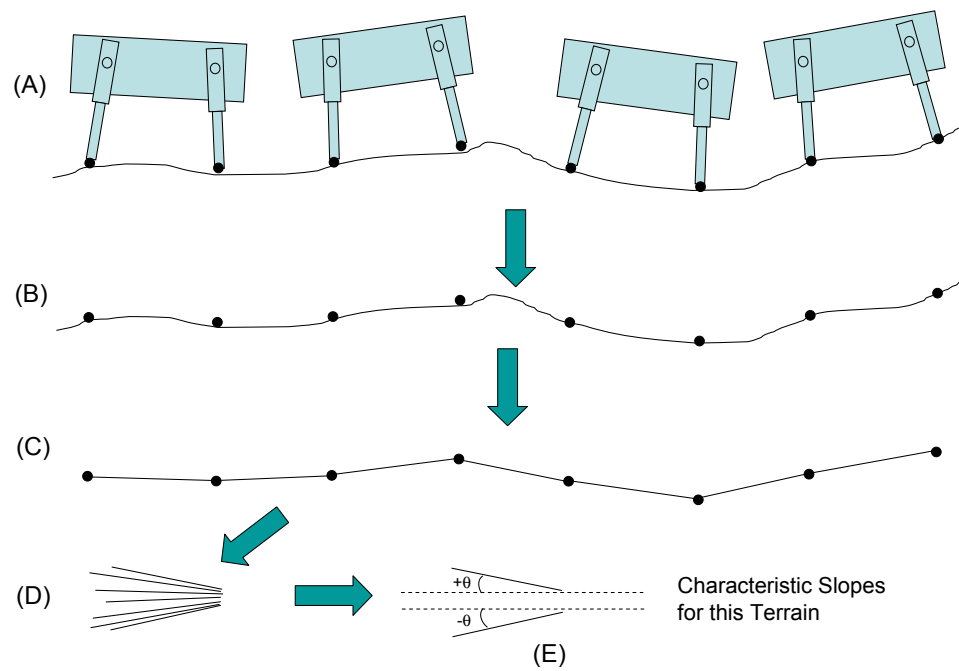 (A)
(B)
(C)
(D)
+θ
-θ
(E)
Characteristic Slopes
for this Terrain